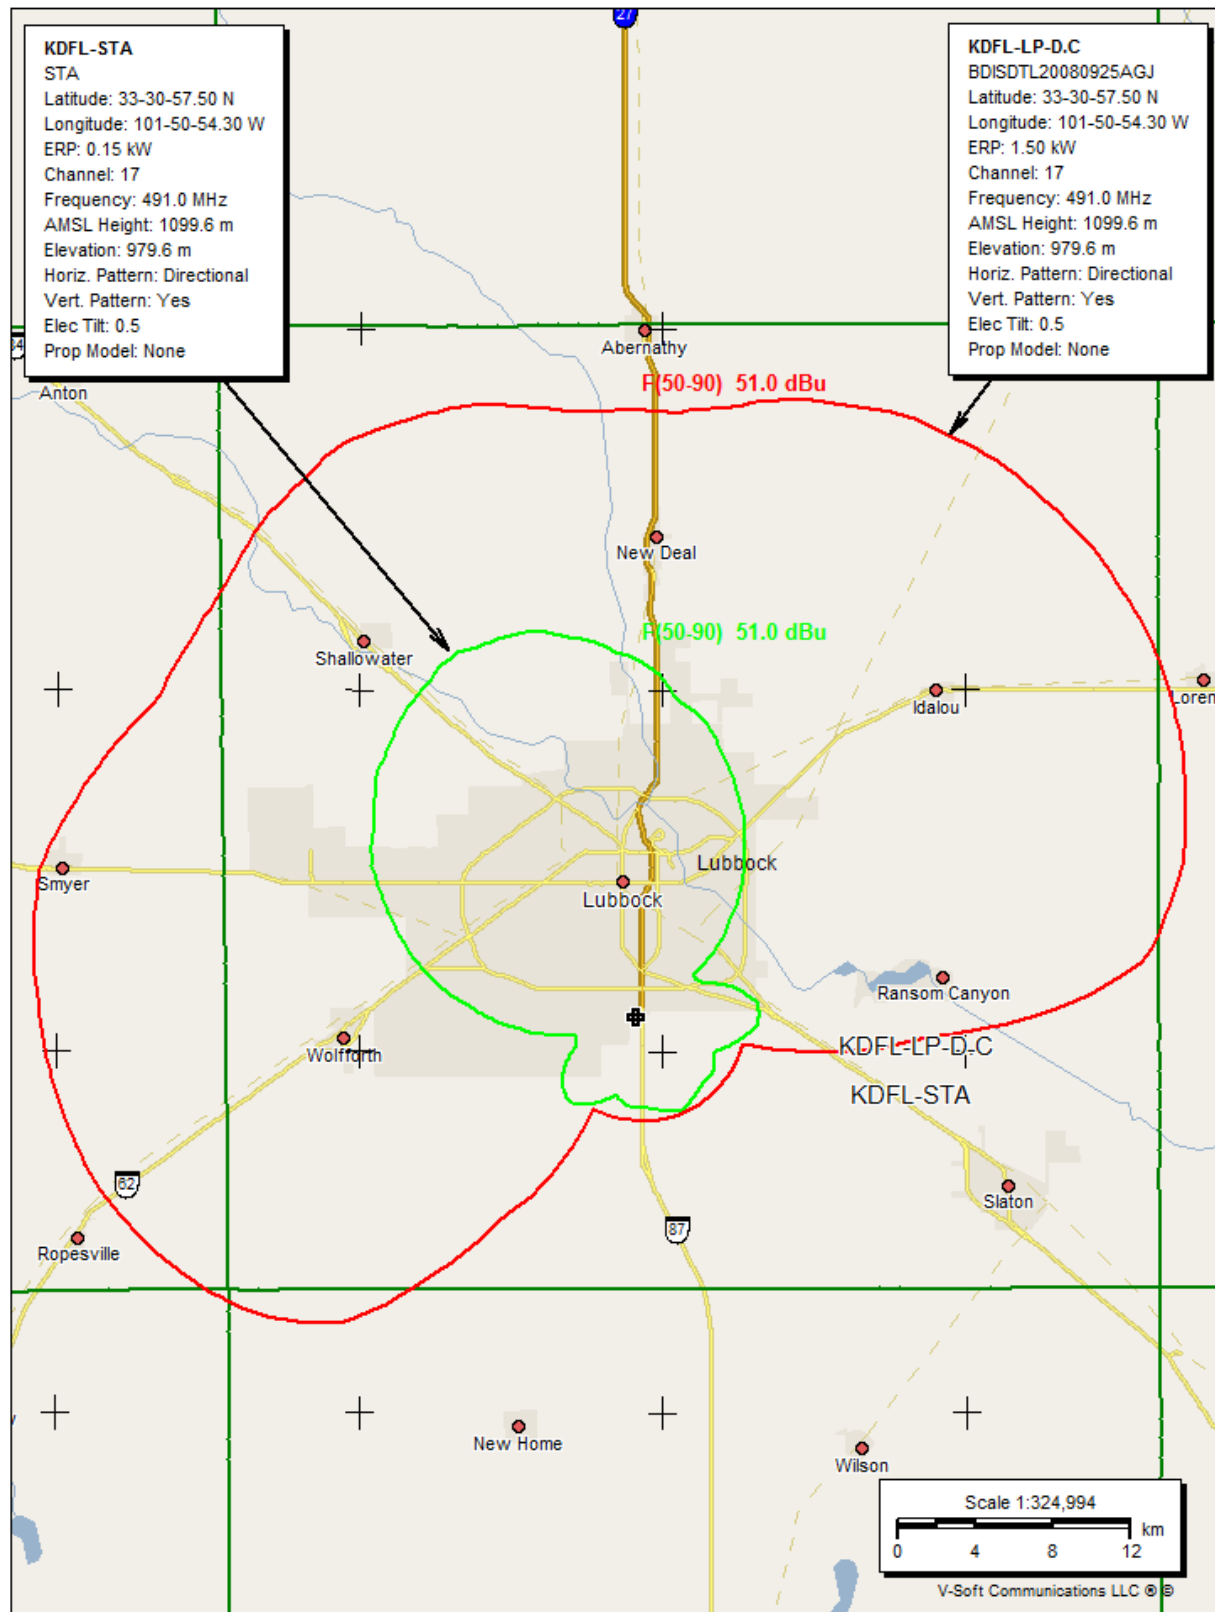 27
KDFL-STA
STA
Latitude: 33-30-57.50 N
Longitude: 101-50-54.30 W
ERP: 0.15 kW
Channel: 17
Frequency: 491.0 MHz
AMSL Height: 1099.6 m
Elevation: 979.6 m
Horiz. Pattern: Directional
Vert. Pattern: Yes
Elec Tilt: 0.5
Prop Model: None
KDFL-LP-D.C
BDISDTL20080925AGJ
Latitude: 33-30-57.50 N
Longitude: 101-50-54.30 W
ERP: 1.50 kW
Channel: 17
Frequency: 491.0 MHz
AMSL Height: 1099.6 m
Elevation: 979.6 m
Horiz. Pattern: Directional
Vert. Pattern: Yes
Elec Tilt: 0.5
Prop Model: None
Abernathy
F(50-90) 51.0 dBu
Anton
New Deal
F(50-90) 51.0 dBu
Shallowater
Idalou
Loren
Lubbock
Smyer
Lubbock
Ransom Canyon
KDFL-LP-D.C
Wolfforth
KDFL-STA
62
Slaton
87
Ropesville
New Home
Wilson
Scale 1:324,994
km
0 4 8 12
V-Soft Communications LLC ® ©